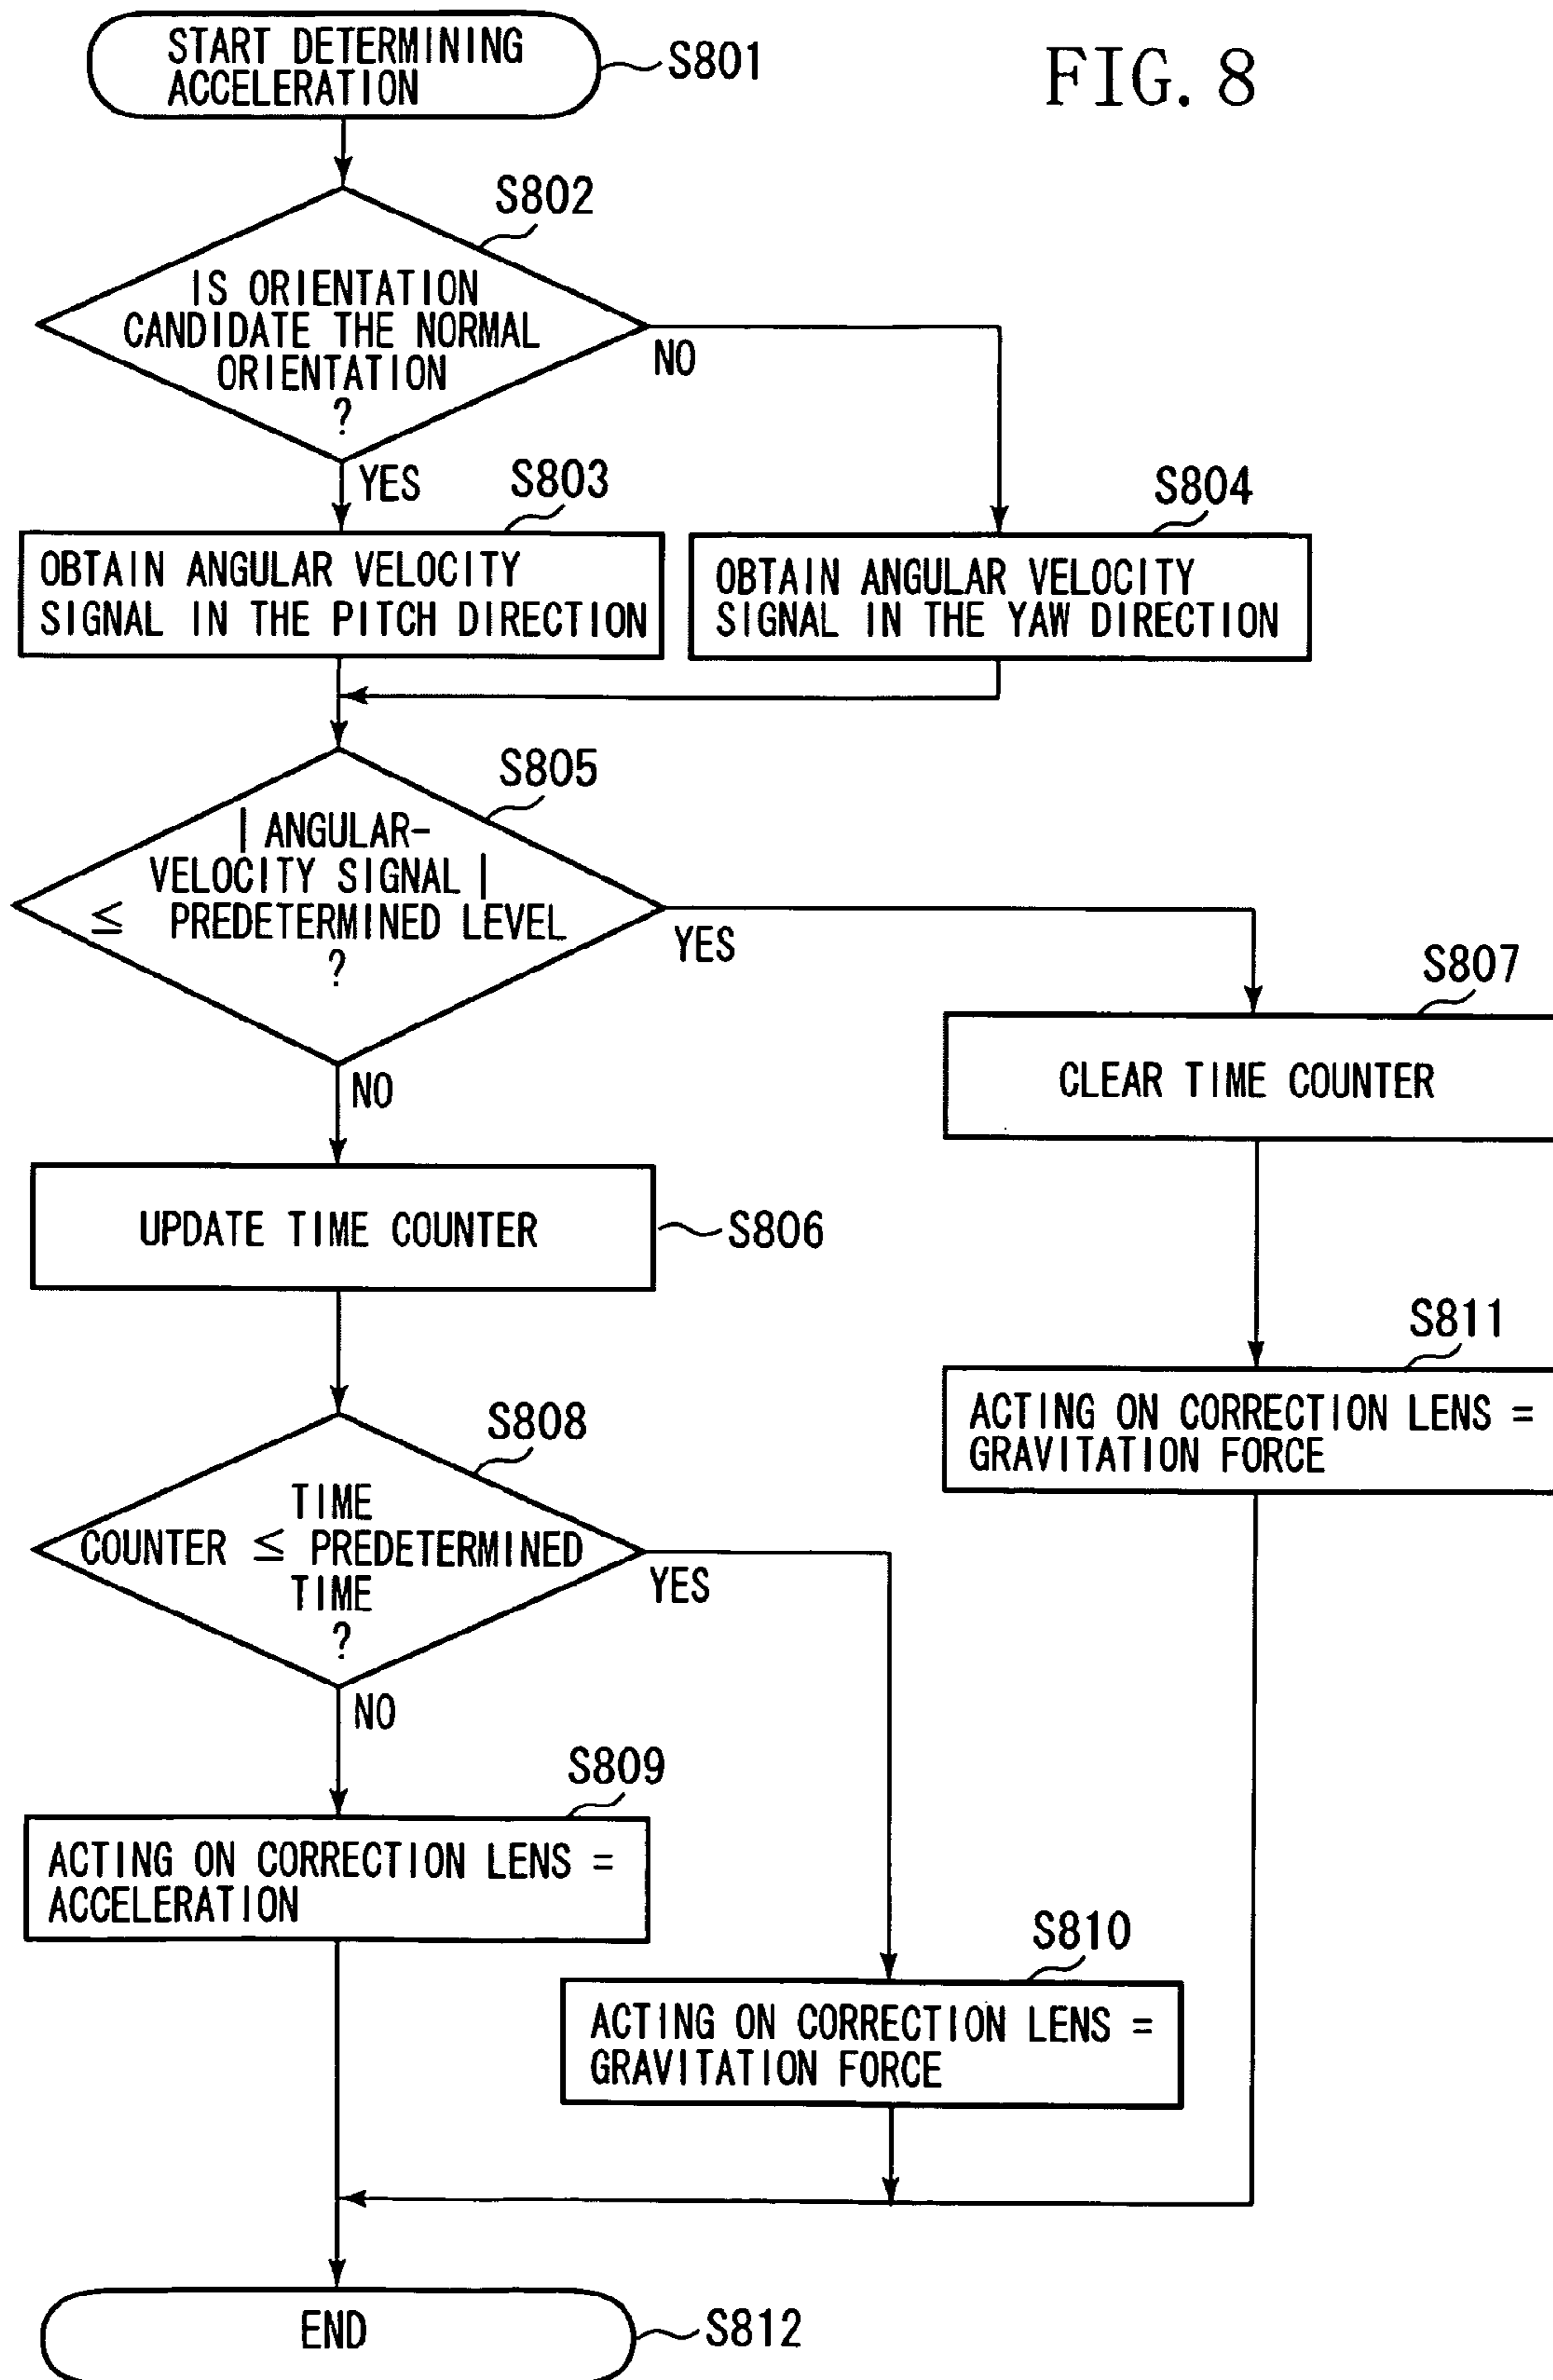 START DETERMINING
ACCELERATION
S801
FIG. 8
S802
IS ORIENTATION
CANDIDATE THE NORMAL
ORIENTATION
?
NO
YES
S803
OBTAIN ANGULAR VELOCITY
SIGNAL IN THE PITCH DIRECTION
S804
OBTAIN ANGULAR VELOCITY
SIGNAL IN THE YAW DIRECTION
S805
| ANGULAR-
VELOCITY SIGNAL |
≤ PREDETERMINED LEVEL
?
YES
NO
S807
CLEAR TIME COUNTER
UPDATE TIME COUNTER
S806
S811
ACTING ON CORRECTION LENS =
GRAVITATION FORCE
S808
TIME
COUNTER ≤ PREDETERMINED
TIME
?
YES
NO
S809
ACTING ON CORRECTION LENS =
ACCELERATION
S810
ACTING ON CORRECTION LENS =
GRAVITATION FORCE
END
S812